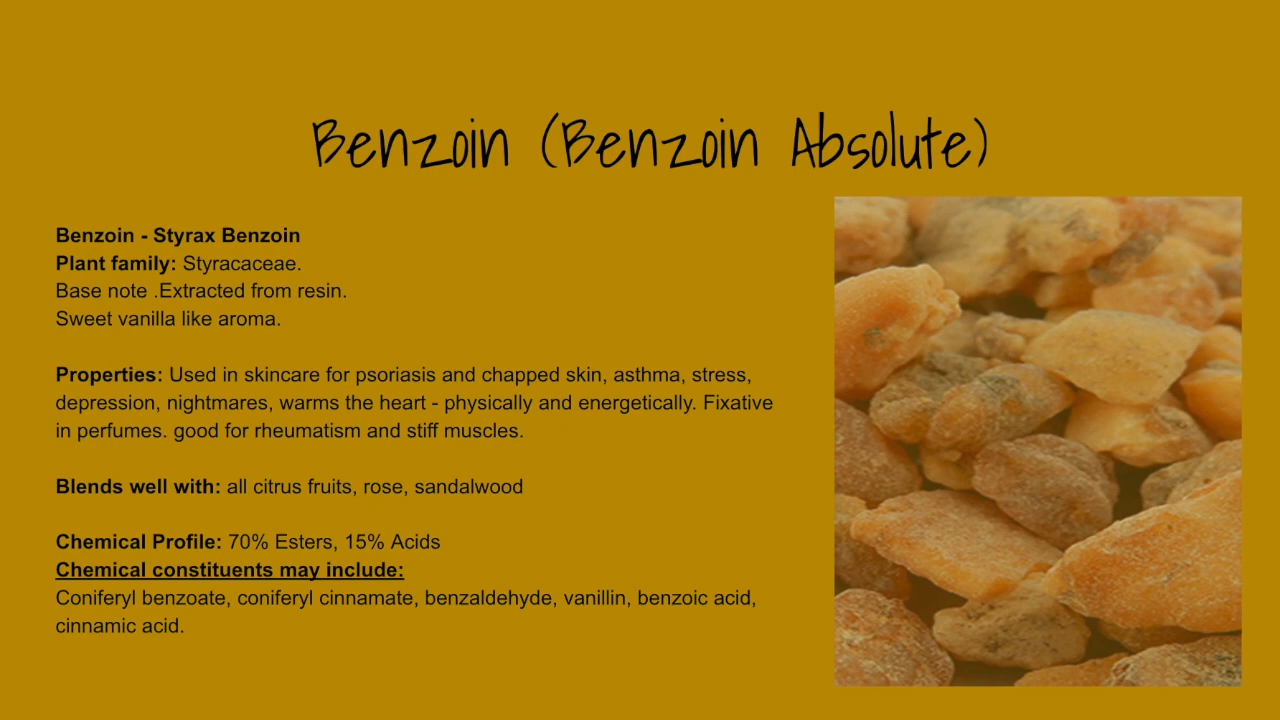 Benzoin (Benzoin Absolute)
Benzoin - Styrax Benzoin
Plant family: Styracaceae.
Base note .Extracted from resin.
Sweet vanilla like aroma.
Properties: Used in skincare for psoriasis and chapped skin, asthma, stress,
depression, nightmares, warms the heart - physically and energetically. Fixative
in perfumes. good for rheumatism and stiff muscles.
Blends well with: all citrus fruits, rose, sandalwood
Chemical Profile: 70% Esters, 15% Acids
Chemical constituents may include:
Coniferyl benzoate, coniferyl cinnamate, benzaldehyde, vanillin, benzoic acid,
cinnamic acid.